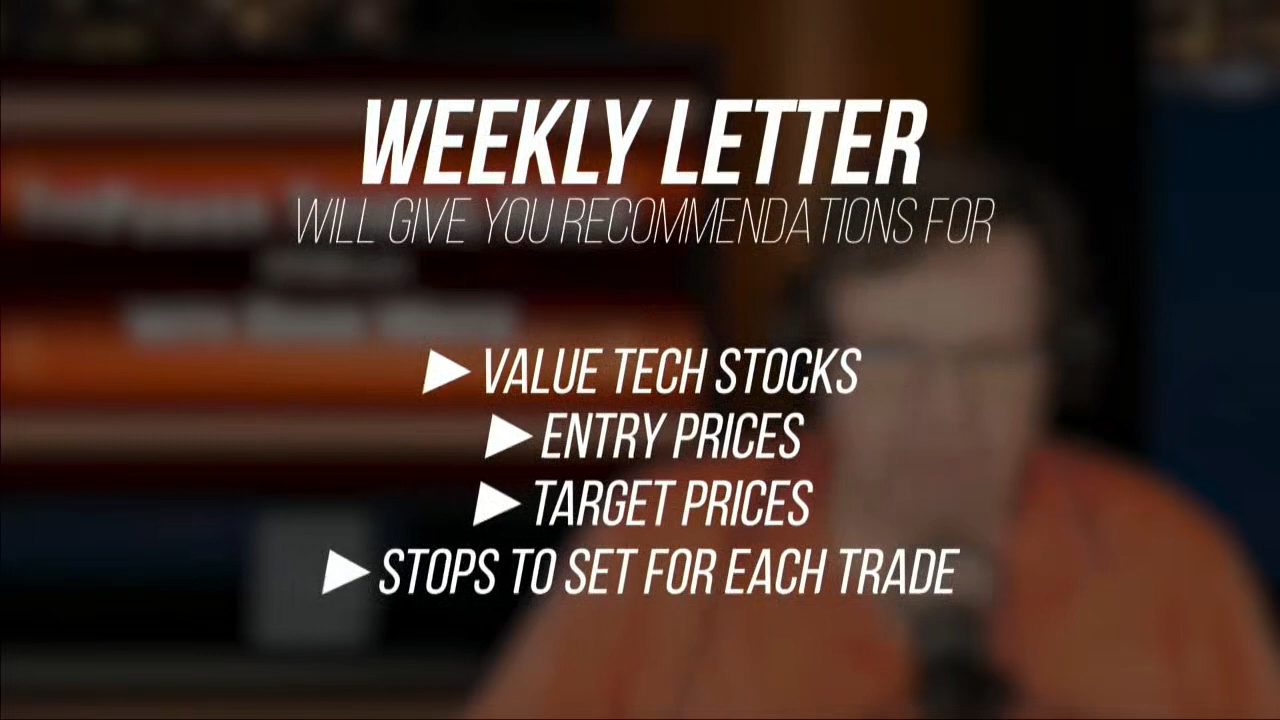 WEEKLY LETTER
WILL GIVE YOU RECOMMENDATIONS FOR
▶ VALUE TECH STOCKS
▶ ENTRY PRICES
▶ TARGET PRICES
▶ STOPS TO SET FOR EACH TRADE